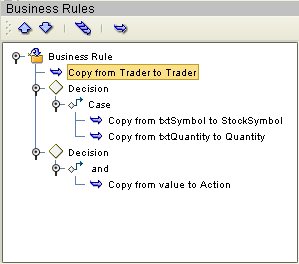 Business Rules
Business Rule
Copy from Trader to Trader
Decision
Case
Copy from txtSymbol to StockSymbol
Copy from txtQuantity to Quantity
Decision
and
Copy from value to Action